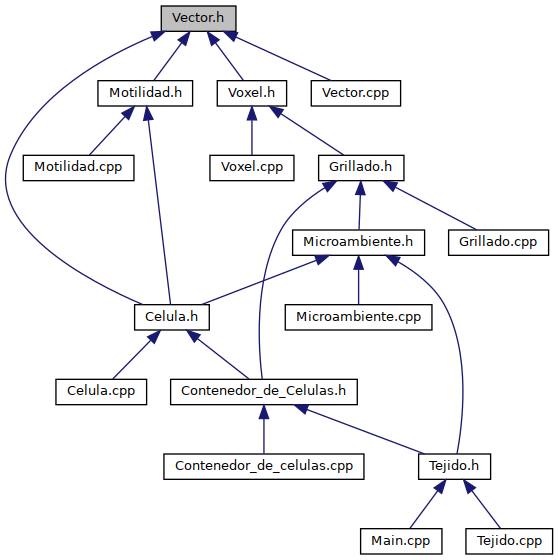 Vector.h
Motilidad.h
Voxel.h
Vector.cpp
Motilidad.cpp
Voxel.cpp
Grillado.h
Microambiente.h
Grillado.cpp
Celula.h
Microambiente.cpp
Celula.cpp
Contenedor_de_Celulas.h
Contenedor_de_celulas.cpp
Tejido.h
Main.cpp
Tejido.cpp